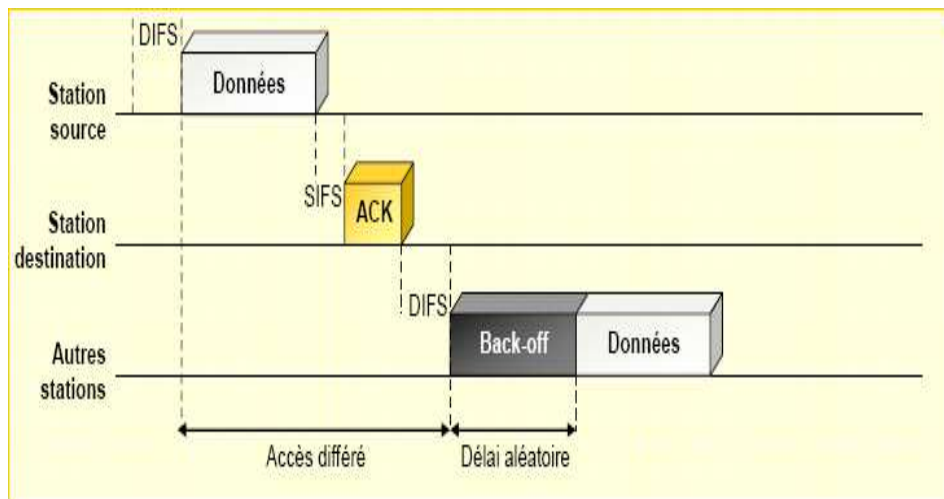 DIFS
Données
Station
source
SIFS
ACK
Station
destination
DIFS
Back-off
Données
Autres
stations
Accès différé
Délai aléatoire